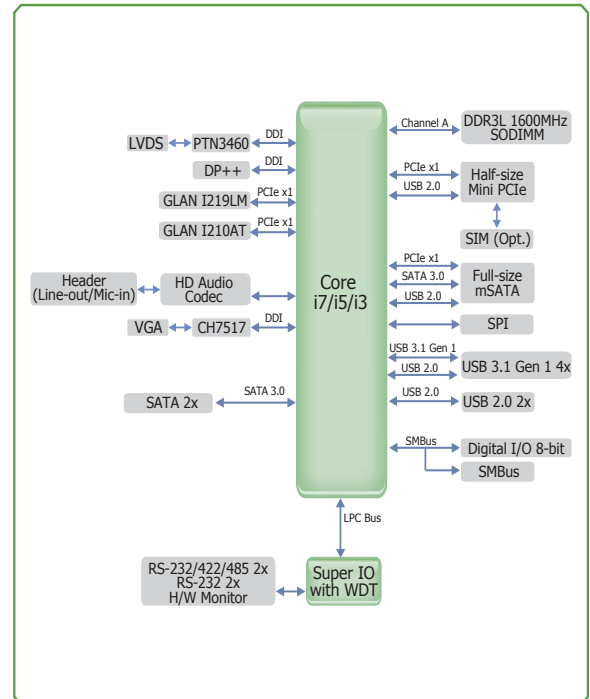 Channel A
DDR3L 1600MHz
SODIMM
LVDS
PTN3460
DDI
DP++
DDI
PCIe x1
USB 2.0
Half-size
Mini PCIe
GLAN I219LM
PCIe x1
GLAN I210AT
PCIe x1
SIM (Opt.)
Header
(Line-out/Mic-in)
HD Audio
Codec
Core
i7/i5/i3
PCIe x1
SATA 3.0
USB 2.0
Full-size
mSATA
VGA
CH7517
DDI
SPI
USB 3.1 Gen 1
USB 2.0
USB 3.1 Gen 1 4x
SATA 2x
SATA 3.0
USB 2.0
USB 2.0 2x
SMBus
Digital I/O 8-bit
SMBus
LPC Bus
RS-232/422/485 2x
RS-232 2x
H/W Monitor
Super IO
with WDT